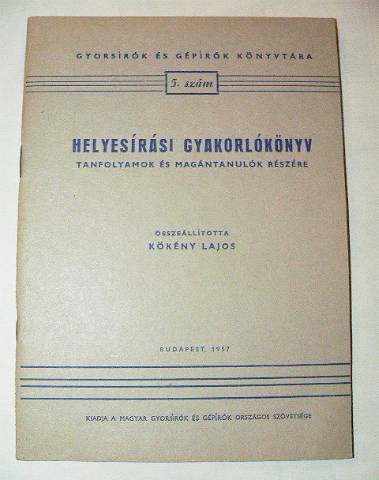 GYORSÍRÓK ÉS GÉPÍRÓK KÖNYVTÁRA
5. szám
HELYESÍRÁSI GYAKORLÓKÖNYV
TANFOLYAMOK ÉS MAGÁNTANULÓK RÉSZÉRE
ÖSSZEÁLLÍTOTTA
KÖKÉNY LAJOS
BUDAPEST, 1957
KIADJA A MAGYAR GYORSÍRÓK ÉS GÉPÍRÓK ORSZÁGOS SZÖVETSÉGE